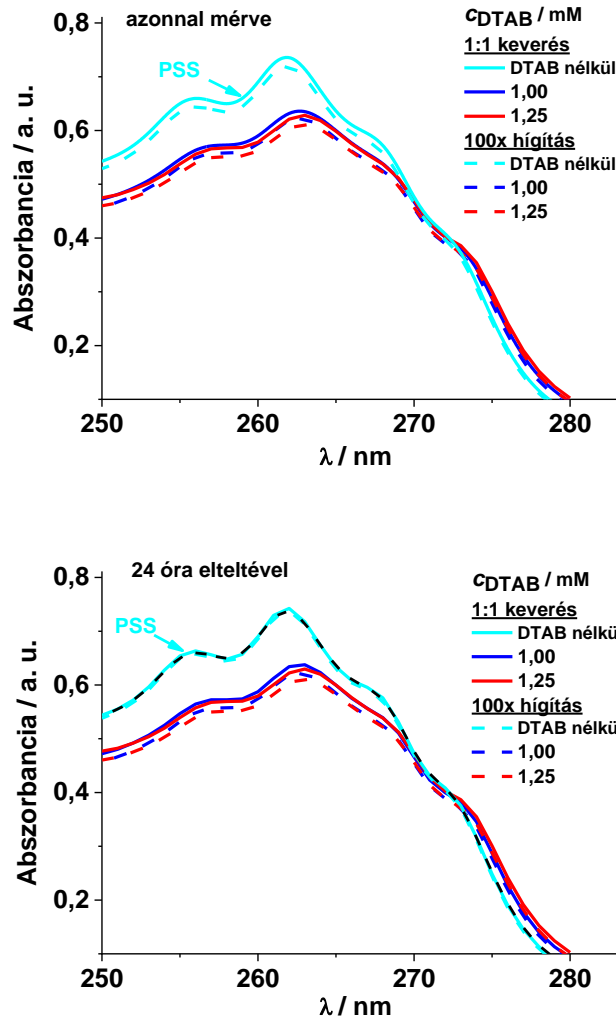 azonnal mérve
cDTAB / mM
1:1 keverés
DTAB nélkül
1,00
1,25
100x hígítás
DTAB nélkül
1,00
1,25
PSS
0,8
0,6
0,4
0,2
Abszorbancia / a. u.
250
260
270
280
λ / nm
24 óra elteltével
cDTAB / mM
1:1 keverés
DTAB nélkü
1,00
1,25
100x hígítás
DTAB nélkü
1,00
1,25
PSS
0,8
0,6
0,4
0,2
Abszorbancia / a. u.
250
260
270
280
λ / nm